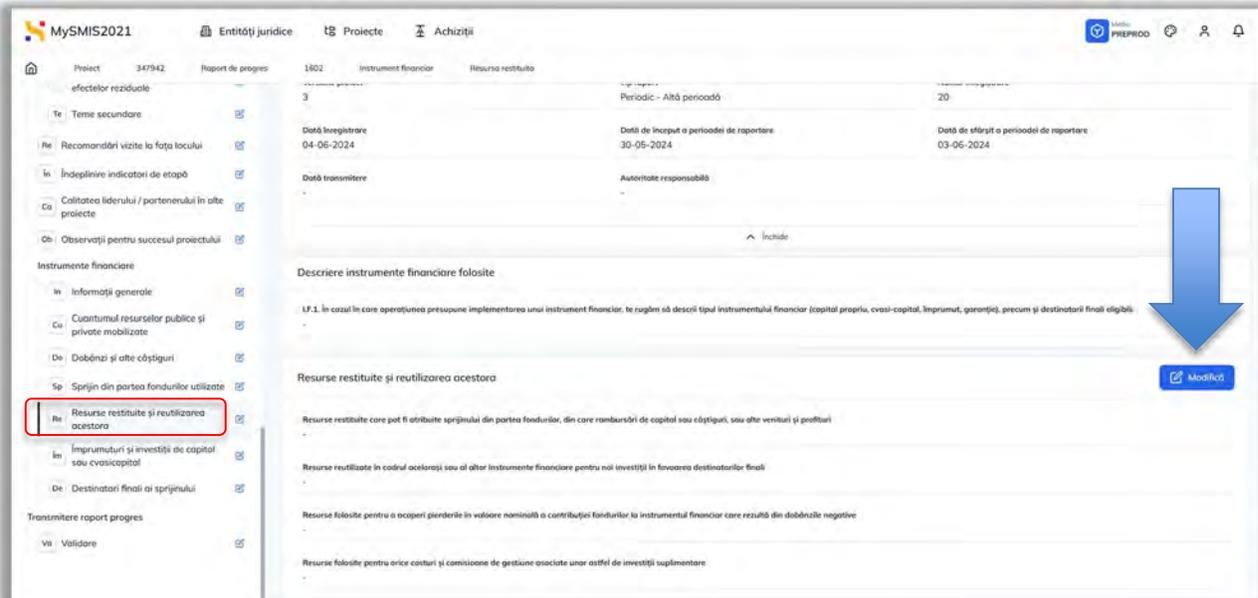 MySMIS2021
Entități juridice
Proiecte
Achiziții
Mediu
PREPROD
Proiect 347942 Raport de progres 1602 Instrument financiar Resursa restituita
efectelor reziduale
Te Teme secundare
Re Recomandări vizite la fața locului
În Îndeplinire indicatori de etapă
Ca Calitatea liderului / partenerului în alte
proiecte
Ob Observații pentru succesul proiectului
Instrumente financiare
In Informații generale
Cu Cuantumul resurselor publice și
private mobilizate
Do Dobânzi și alte câștiguri
Sp Sprijin din partea fondurilor utilizate
Re Resurse restituite și reutilizarea
acestora
Îm Împrumuturi și investiții de capital
sau cvasicapital
De Destinatari finali ai sprijinului
Transmitere raport progres
Va Validare
3
Periodic - Altă perioadă
20
Dată înregistrare
04-06-2024
Dată de început a perioadei de raportare
30-05-2024
Dată de sfârșit a perioadei de raportare
03-06-2024
Dată transmitere
-
Autoritate responsabilă
-
Închide
Descriere instrumente financiare folosite
I.F.1. În cazul în care operațiunea presupune implementarea unui instrument financiar, te rugăm să descrii tipul instrumentului financiar (capital propriu, cvasi-capital, împrumut, garanție), precum și destinatarii finali eligibili
-
Resurse restituite și reutilizarea acestora
Modifică
Resurse restituite care pot fi atribuite sprijinului din partea fondurilor, din care rambursări de capital sau câștiguri, sau alte venituri și profituri
-
Resurse reutilizate în cadrul aceluiași sau al altor instrumente financiare pentru noi investiții în favoarea destinatarilor finali
-
Resurse folosite pentru a acoperi pierderile în valoare nominală a contribuției fondurilor la instrumentul financiar care rezultă din dobânzile negative
-
Resurse folosite pentru orice costuri și comisioane de gestiune asociate unor astfel de investiții suplimentare
-